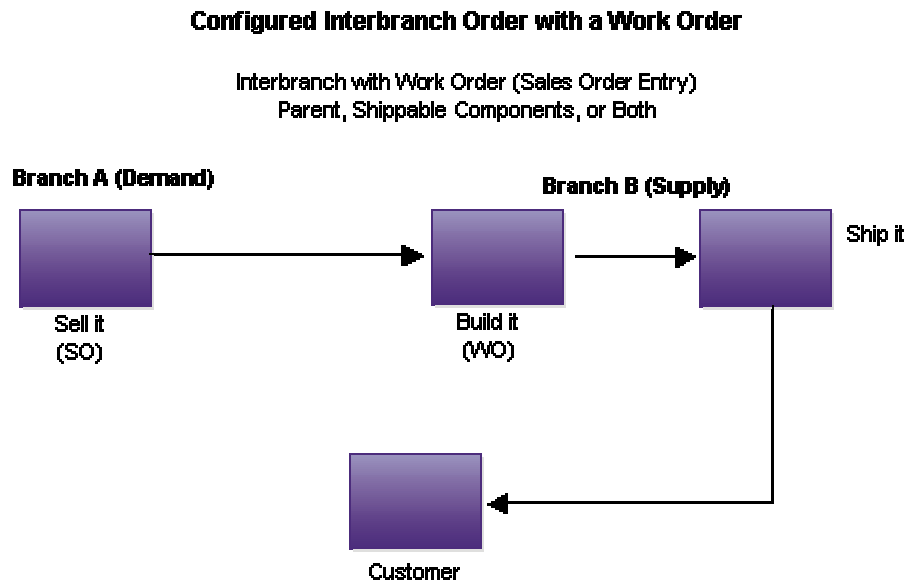 Configured Interbranch Order with a Work Order
Interbranch with Work Order (Sales Order Entry)
Parent, Shippable Components, or Both
Branch A (Demand)
Branch B (Supply)
Ship it
Sell it
(SO)
Build it
(WO)
Customer